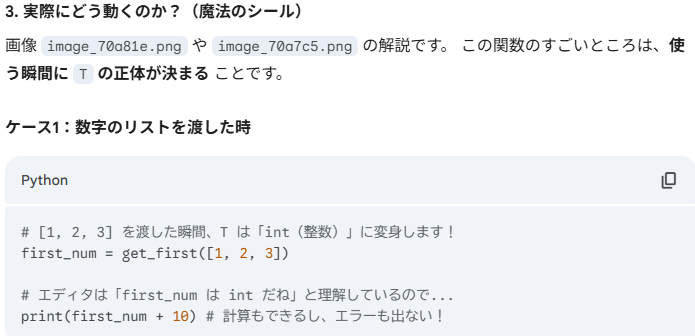 3. 実際にどう動くのか？（魔法のシール）
画像 image_70a81e.png や image_70a7c5.png の解説です。 この関数のすごいところは、使
う瞬間に T の正体が決まる ことです。
ケース1：数字のリストを渡した時
Python
# [1, 2, 3] を渡した瞬間、T は「int（整数）」に変身します！
first_num = get_first([1, 2, 3])
# エディタは「first_num は int だね」と理解しているので...
print(first_num + 10) # 計算もできるし、エラーも出ない！